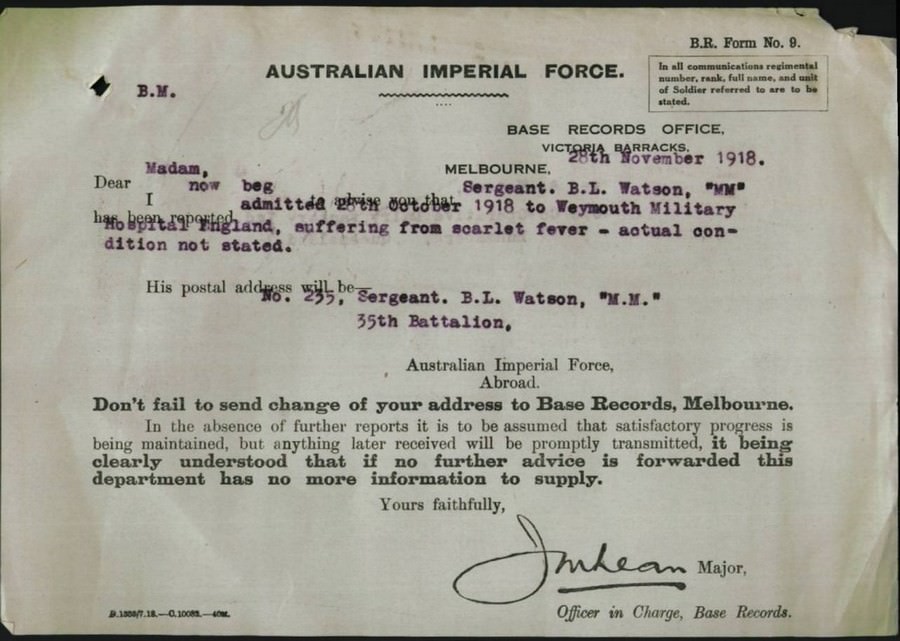 B.R. Form No. 9.
AUSTRALIAN IMPERIAL FORCE.
In all communications regimental
number, rank, full name, and unit
of Soldier referred to are to be
stated.
B.M.
BASE RECORDS OFFICE,
VICTORIA BARRACKS.
28th November 1918.
MELBOURNE,
Dear Madam,
I now beg to advise you that Sergeant. B.L. Watson, "MM"
has been reported admitted 28th October 1918 to Weymouth Military
Hospital England, suffering from scarlet fever - actual con-
dition not stated.
His postal address will be—
No. 235, Sergeant. B.L. Watson, "M.M."
35th Battalion,
Australian Imperial Force,
Abroad.
Don't fail to send change of your address to Base Records, Melbourne.
In the absence of further reports it is to be assumed that satisfactory progress is
being maintained, but anything later received will be promptly transmitted, it being
clearly understood that if no further advice is forwarded this
department has no more information to supply.
Yours faithfully,
Major,
Officer in Charge, Base Records.